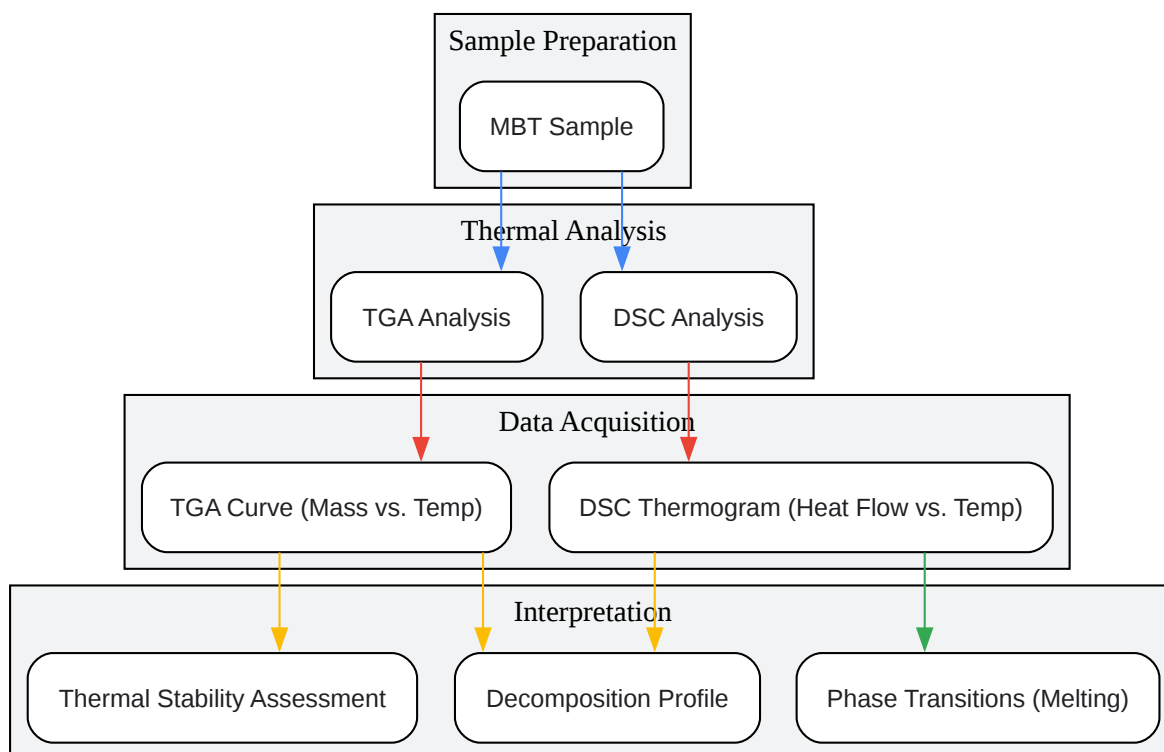 Sample Preparation
MBT Sample
Thermal Analysis
TGA Analysis
DSC Analysis
Data Acquisition
TGA Curve (Mass vs. Temp)
DSC Thermogram (Heat Flow vs. Temp)
Interpretation
Thermal Stability Assessment
Decomposition Profile
Phase Transitions (Melting)